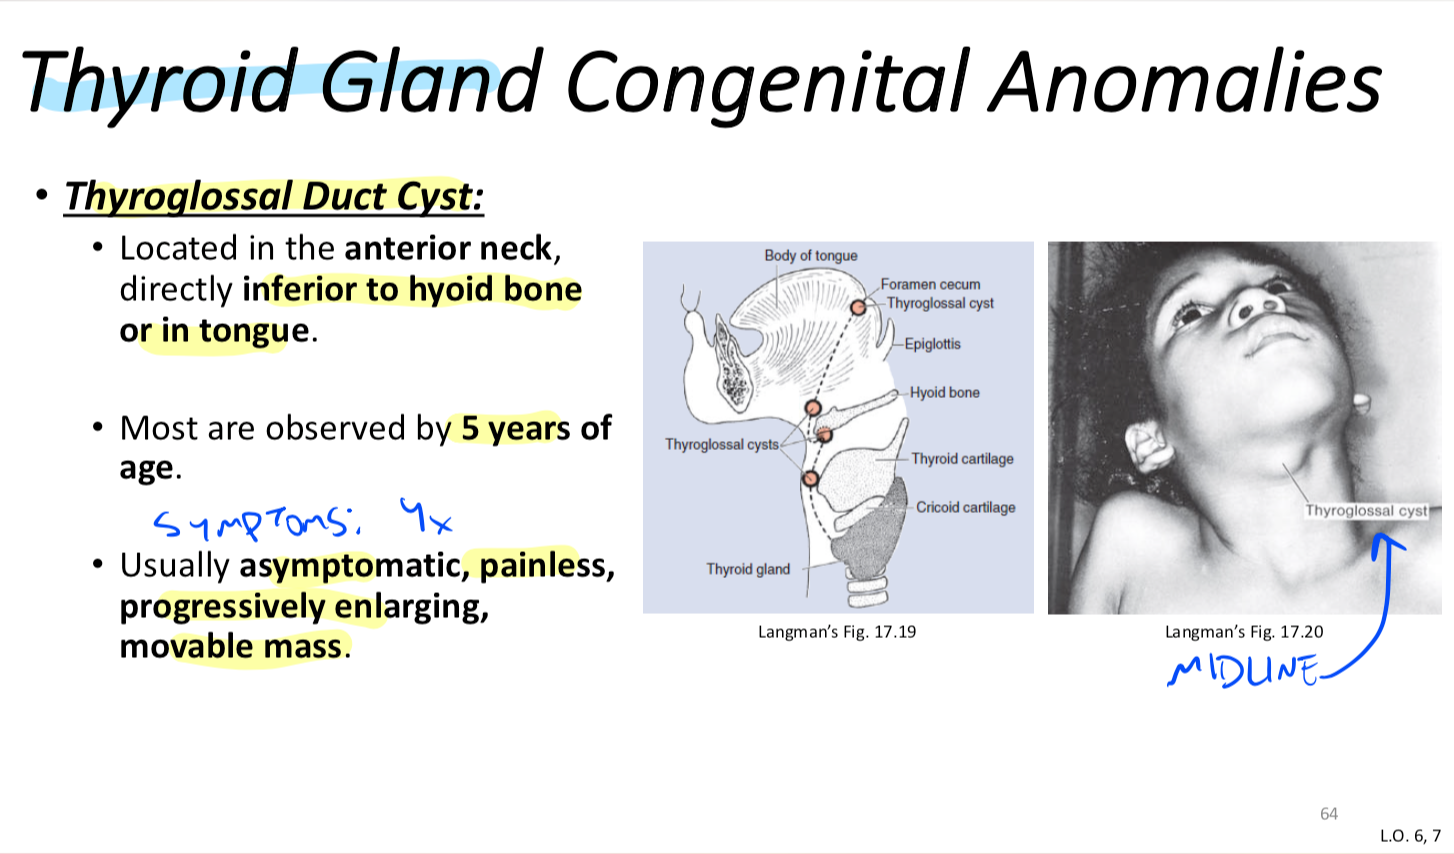 Thyroid Gland Congenital Anomalies
• Thyroglossal Duct Cyst:
• Located in the anterior neck,
directly inferior to hyoid bone
or in tongue.
• Most are observed by 5 years of
age.
SYMPTOMS: 4x
• Usually asymptomatic, painless,
progressively enlarging,
movable mass.
Body of tongue
Foramen cecum
Thyroglossal cyst
Epiglottis
Hyoid bone
Thyroglossal cysts
Thyroid cartilage
Cricoid cartilage
Thyroid gland
Langman's Fig. 17.19
Thyroglossal cyst
Langman's Fig. 17.20
MIDLINE
64
L.O. 6, 7